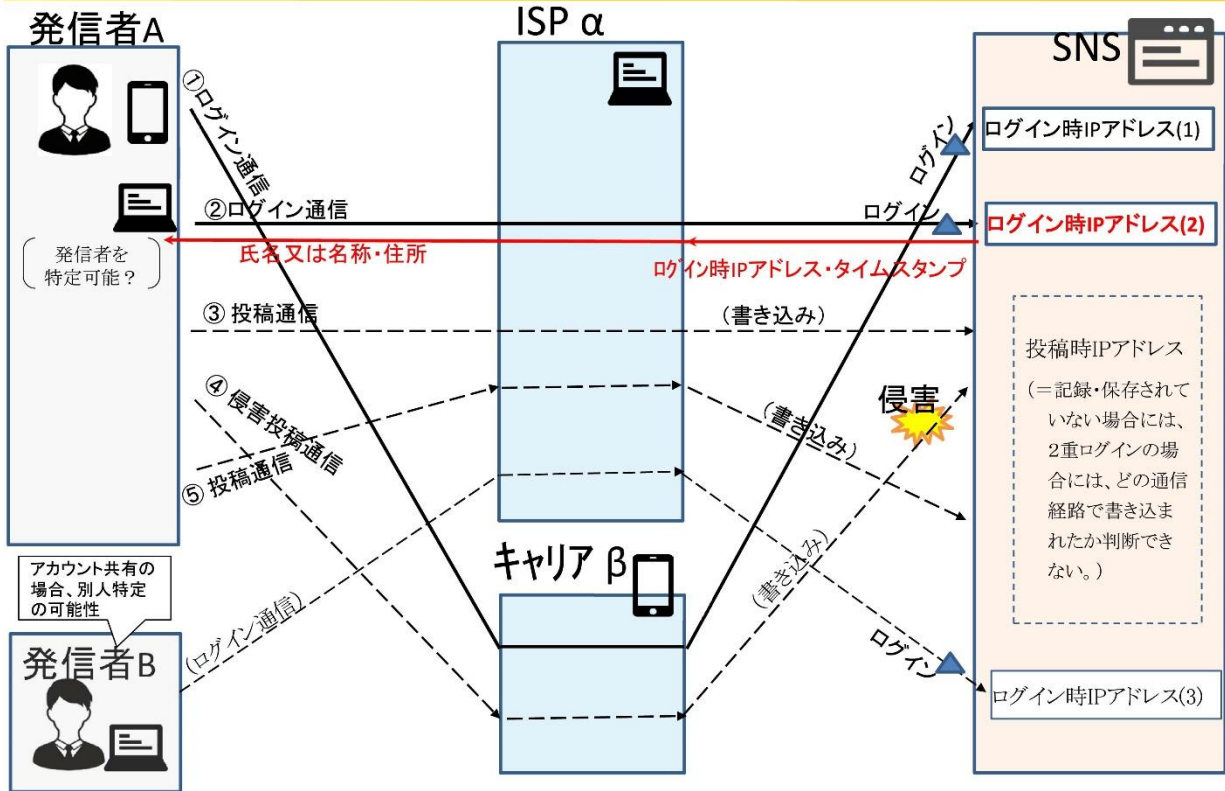 発信者A
ISP α
SNS
①ログイン通信
ログイン
ログイン時IPアドレス(1)
②ログイン通信
ログイン
ログイン時IPアドレス(2)
氏名又は名称・住所
ログイン時IPアドレス・タイムスタンプ
発信者を
特定可能？
③ 投稿通信
(書き込み)
投稿時IPアドレス
(＝記録・保存されて
いない場合には、
2重ログインの場
合には、どの通信
経路で書き込ま
れたか判断でき
ない。)
④ 侵害投稿通信
侵害
(書き込み)
⑤ 投稿通信
キャリア β
(書き込み)
アカウント共有の
場合、別人特定
の可能性
発信者B
(ログイン通信)
ログイン
ログイン時IPアドレス(3)